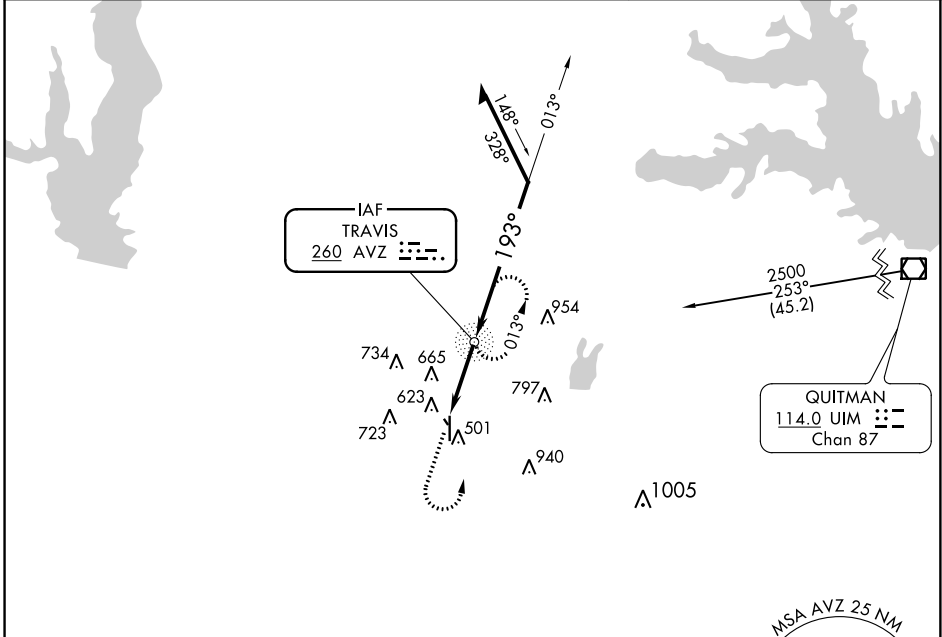 148°
328°
013°
193°
IAF
TRAVIS
260 AVZ
013°
954
2500
253°
(45.2)
734
665
623
723
501
797
940
1005
QUITMAN
114.0 UIM
Chan 87
MSA AVZ 25 NM